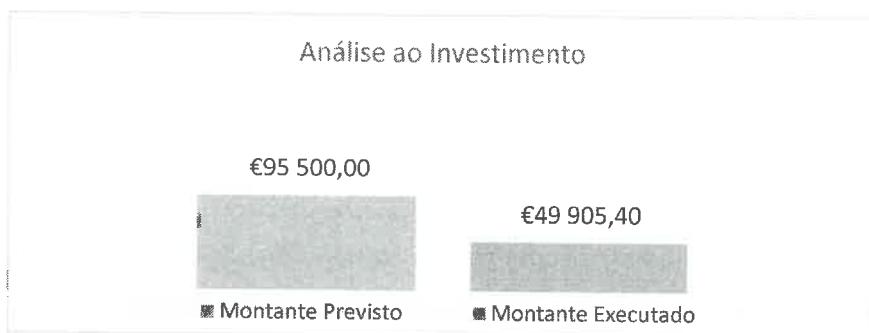 Análise ao Investimento
€95 500,00
€49 905,40
Montante Previsto
Montante Executado